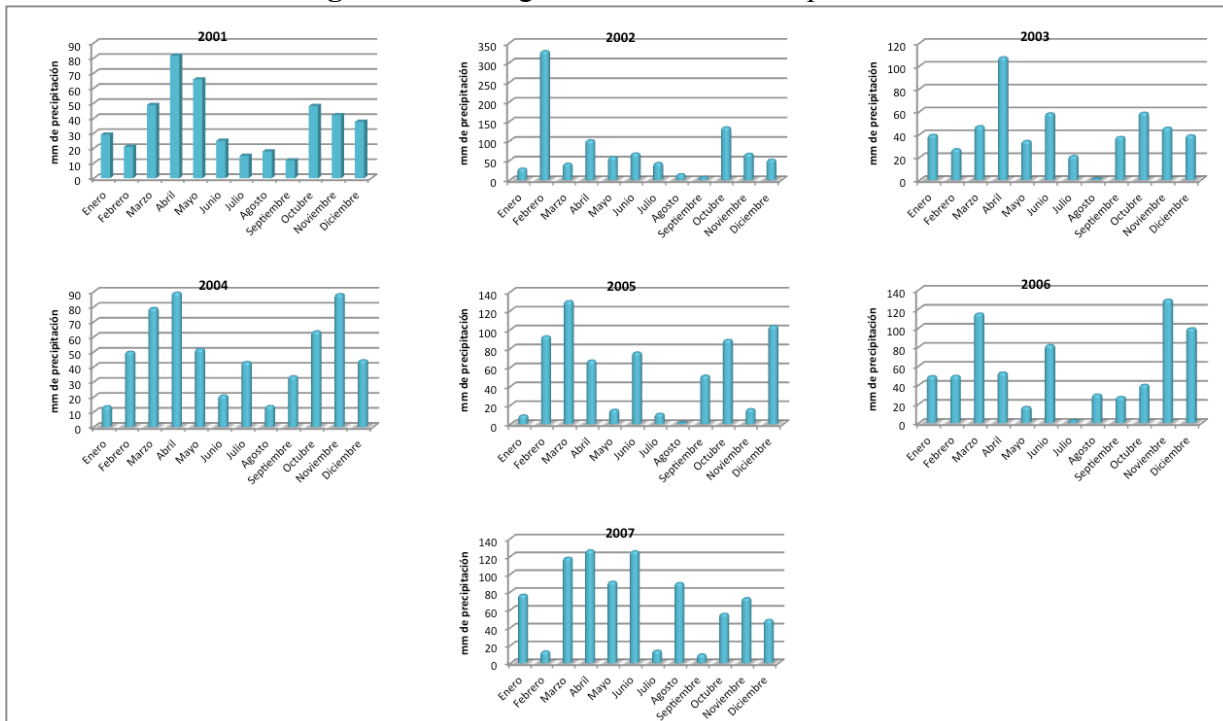 2001
mm de precipitación
90
80
70
60
50
40
30
20
10
0
Enero
Febrero
Marzo
Abril
Mayo
Junio
Julio
Agosto
Septiembre
Octubre
Noviembre
Diciembre
2002
mm de precipitación
350
300
250
200
150
100
50
0
Enero
Febrero
Marzo
Abril
Mayo
Junio
Julio
Agosto
Septiembre
Octubre
Noviembre
Diciembre
2003
mm de precipitación
120
100
80
60
40
20
0
Enero
Febrero
Marzo
Abril
Mayo
Junio
Julio
Agosto
Septiembre
Octubre
Noviembre
Diciembre
2004
mm de precipitación
90
80
70
60
50
40
30
20
10
0
Enero
Febrero
Marzo
Abril
Mayo
Junio
Julio
Agosto
Septiembre
Octubre
Noviembre
Diciembre
2005
mm de precipitación
140
120
100
80
60
40
20
0
Enero
Febrero
Marzo
Abril
Mayo
Junio
Julio
Agosto
Septiembre
Octubre
Noviembre
Diciembre
2006
mm de precipitación
140
120
100
80
60
40
20
0
Enero
Febrero
Marzo
Abril
Mayo
Junio
Julio
Agosto
Septiembre
Octubre
Noviembre
Diciembre
2007
mm de precipitación
140
120
100
80
60
40
20
0
Enero
Febrero
Marzo
Abril
Mayo
Junio
Julio
Agosto
Septiembre
Octubre
Noviembre
Diciembre